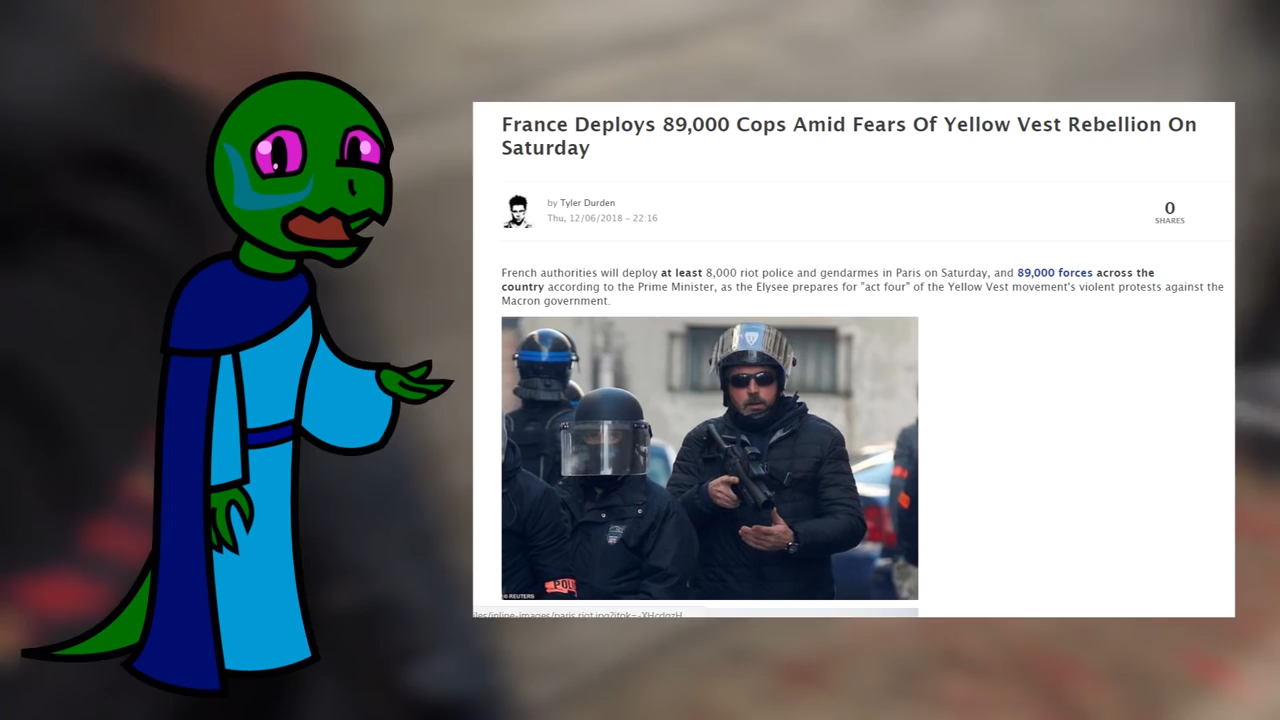 France Deploys 89,000 Cops Amid Fears Of Yellow Vest Rebellion On
Saturday
by Tyler Durden
Thu, 12/06/2018 – 22:16
0
SHARES
French authorities will deploy at least 8,000 riot police and gendarmes in Paris on Saturday, and 89,000 forces across the
country according to the Prime Minister, as the Elysee prepares for "act four" of the Yellow Vest movement's violent protests against the
Macron government.
POLI
© REUTERS